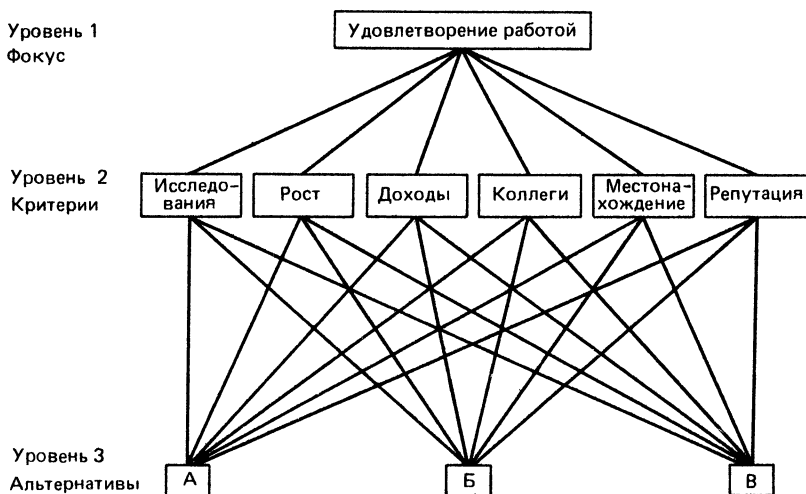 Уровень 1
Фокус
Удовлетворение работой
Уровень 2
Критерии
Исследо-
вания
Рост
Доходы
Коллеги
Местона-
хождение
Репутация
Уровень 3
Альтернативы
А
Б
В